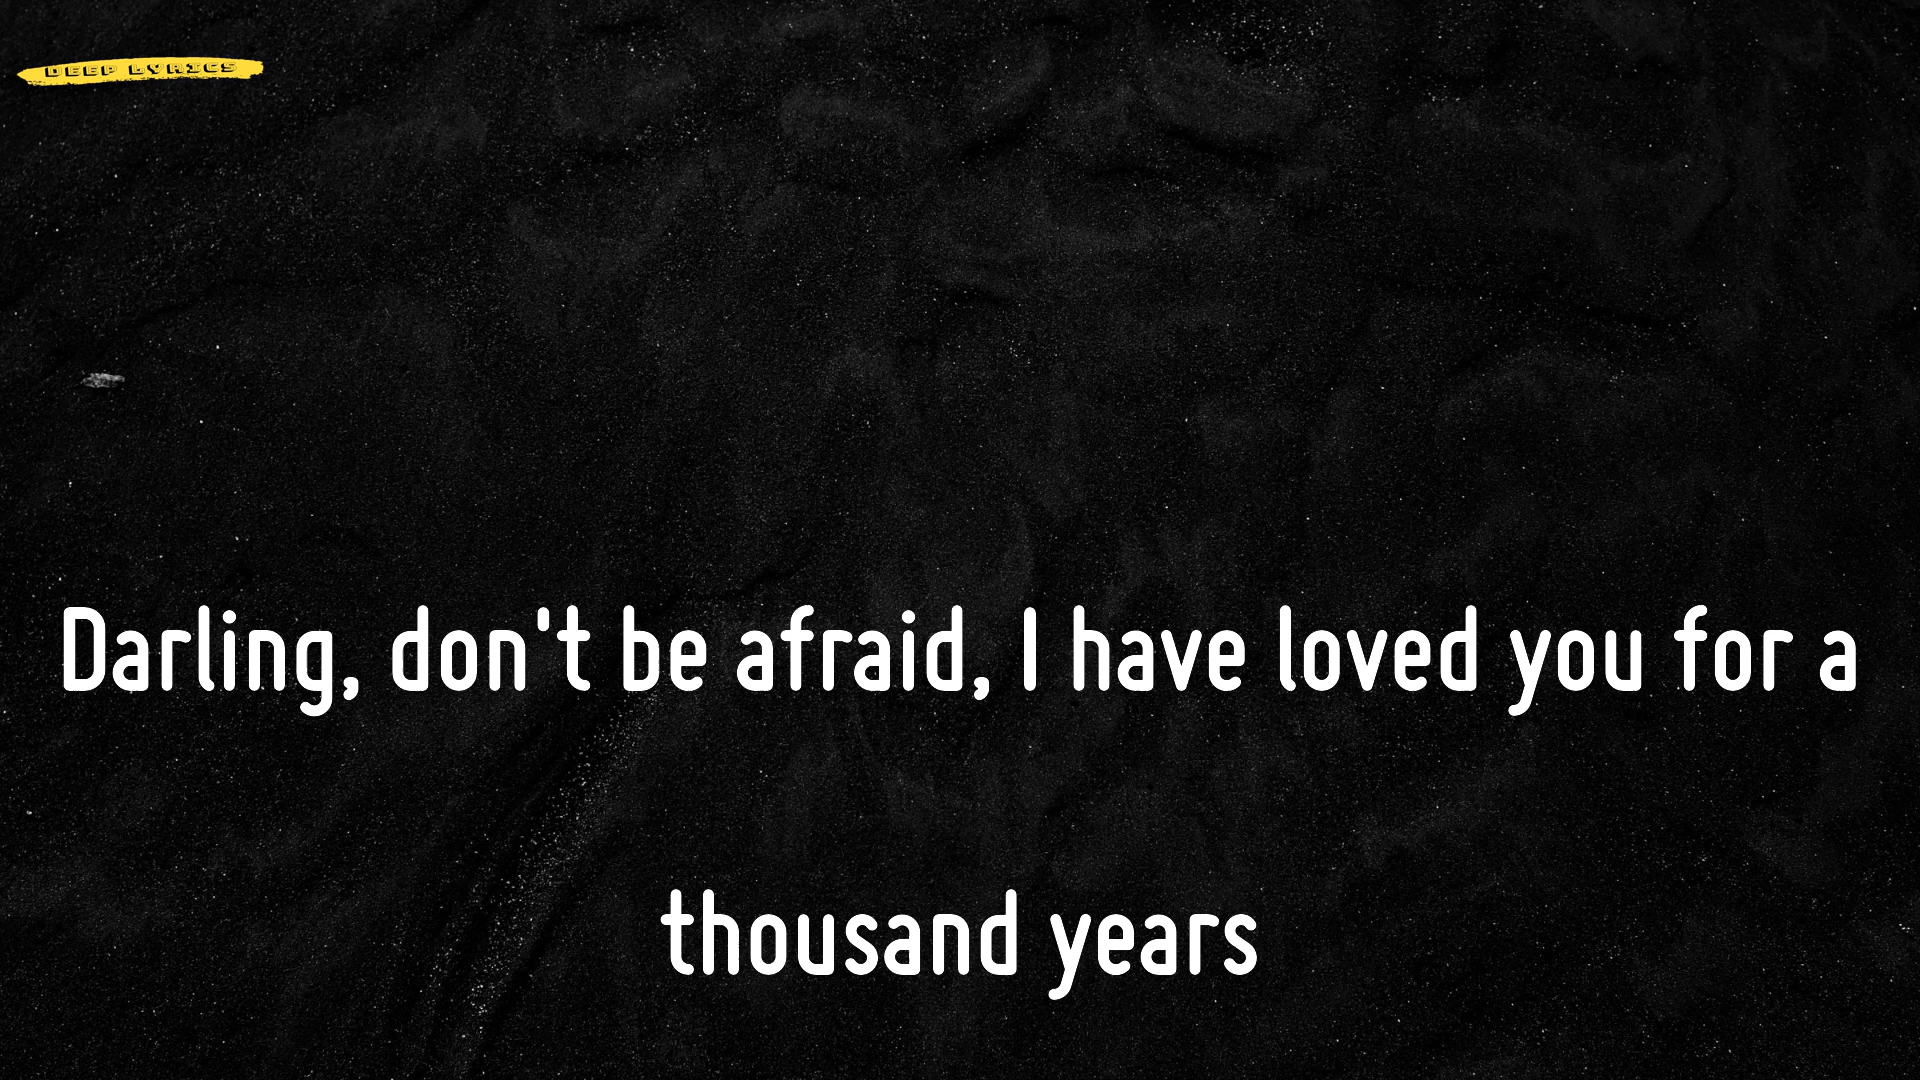 DEEP LYRICS
Darling, don't be afraid, I have loved you for a
thousand years